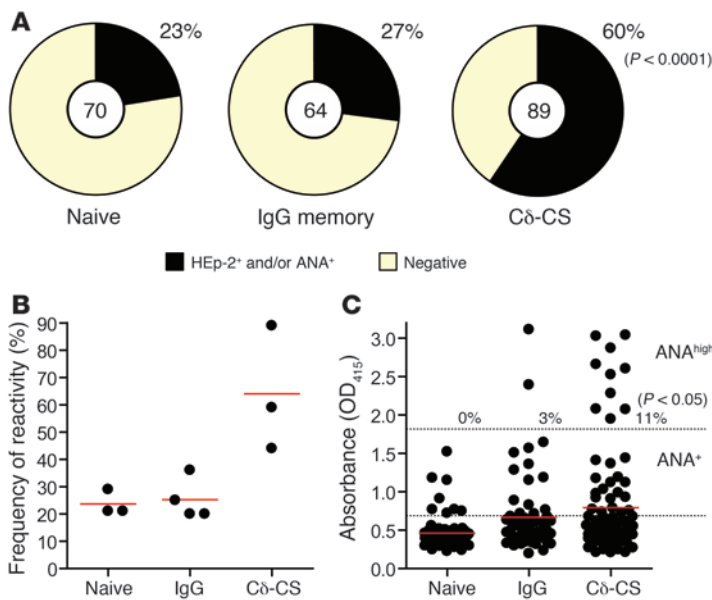 A
23%
27%
60%
(P < 0.0001)
70
64
89
Naive
IgG memory
Cδ-CS
HEp-2⁺ and/or ANA⁺
Negative
B
Frequency of reactivity (%)
90
80
70
60
50
40
30
20
10
0
Naive
IgG
Cδ-CS
C
Absorbance (OD₄₁₅)
3.0
2.5
2.0
1.5
1.0
0.5
0.0
ANAʰⁱᵍʰ
(P < 0.05)
0%
3%
11%
ANA⁺
Naive
IgG
Cδ-CS